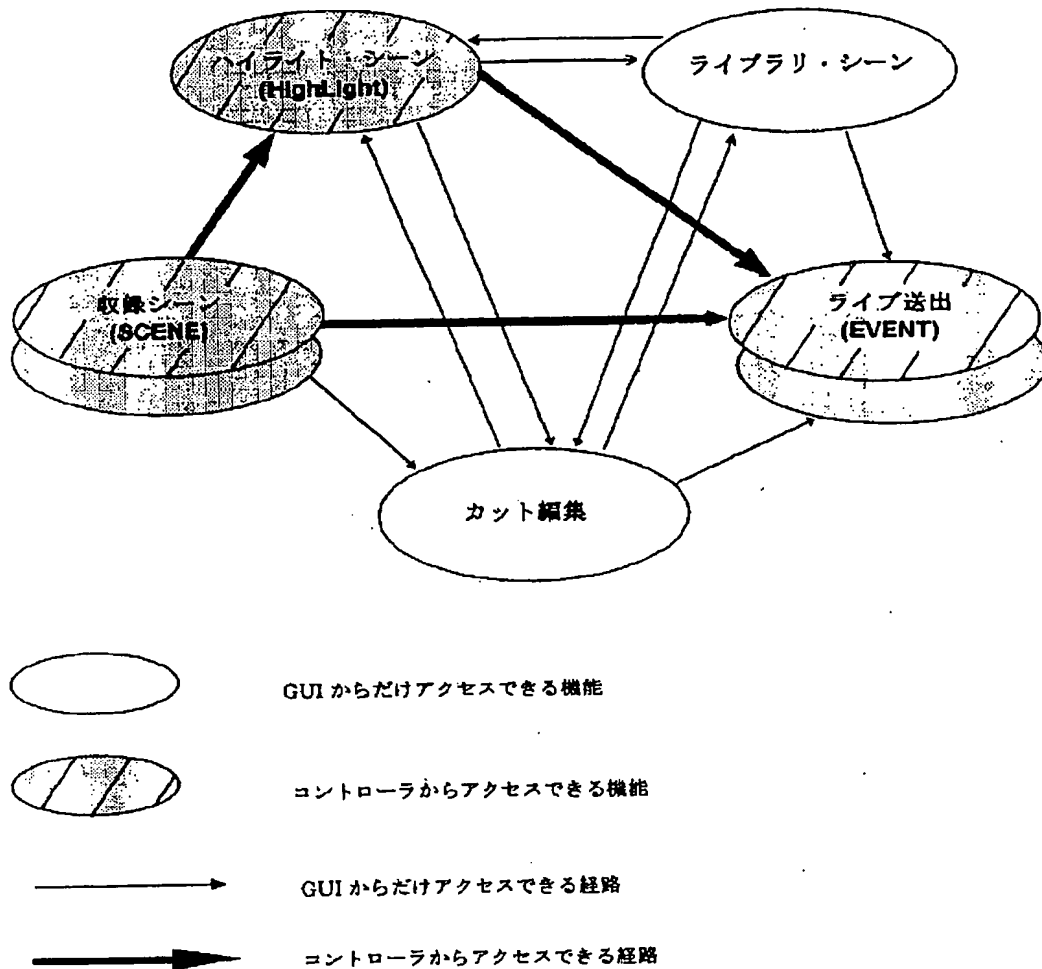 ハイライト・シーン
(HighLight)
ライブラリ・シーン
収録シーン
(SCENE)
ライブ送出
(EVENT)
カット編集
GUI からだけアクセスできる機能
コントローラからアクセスできる機能
GUI からだけアクセスできる経路
コントローラからアクセスできる経路